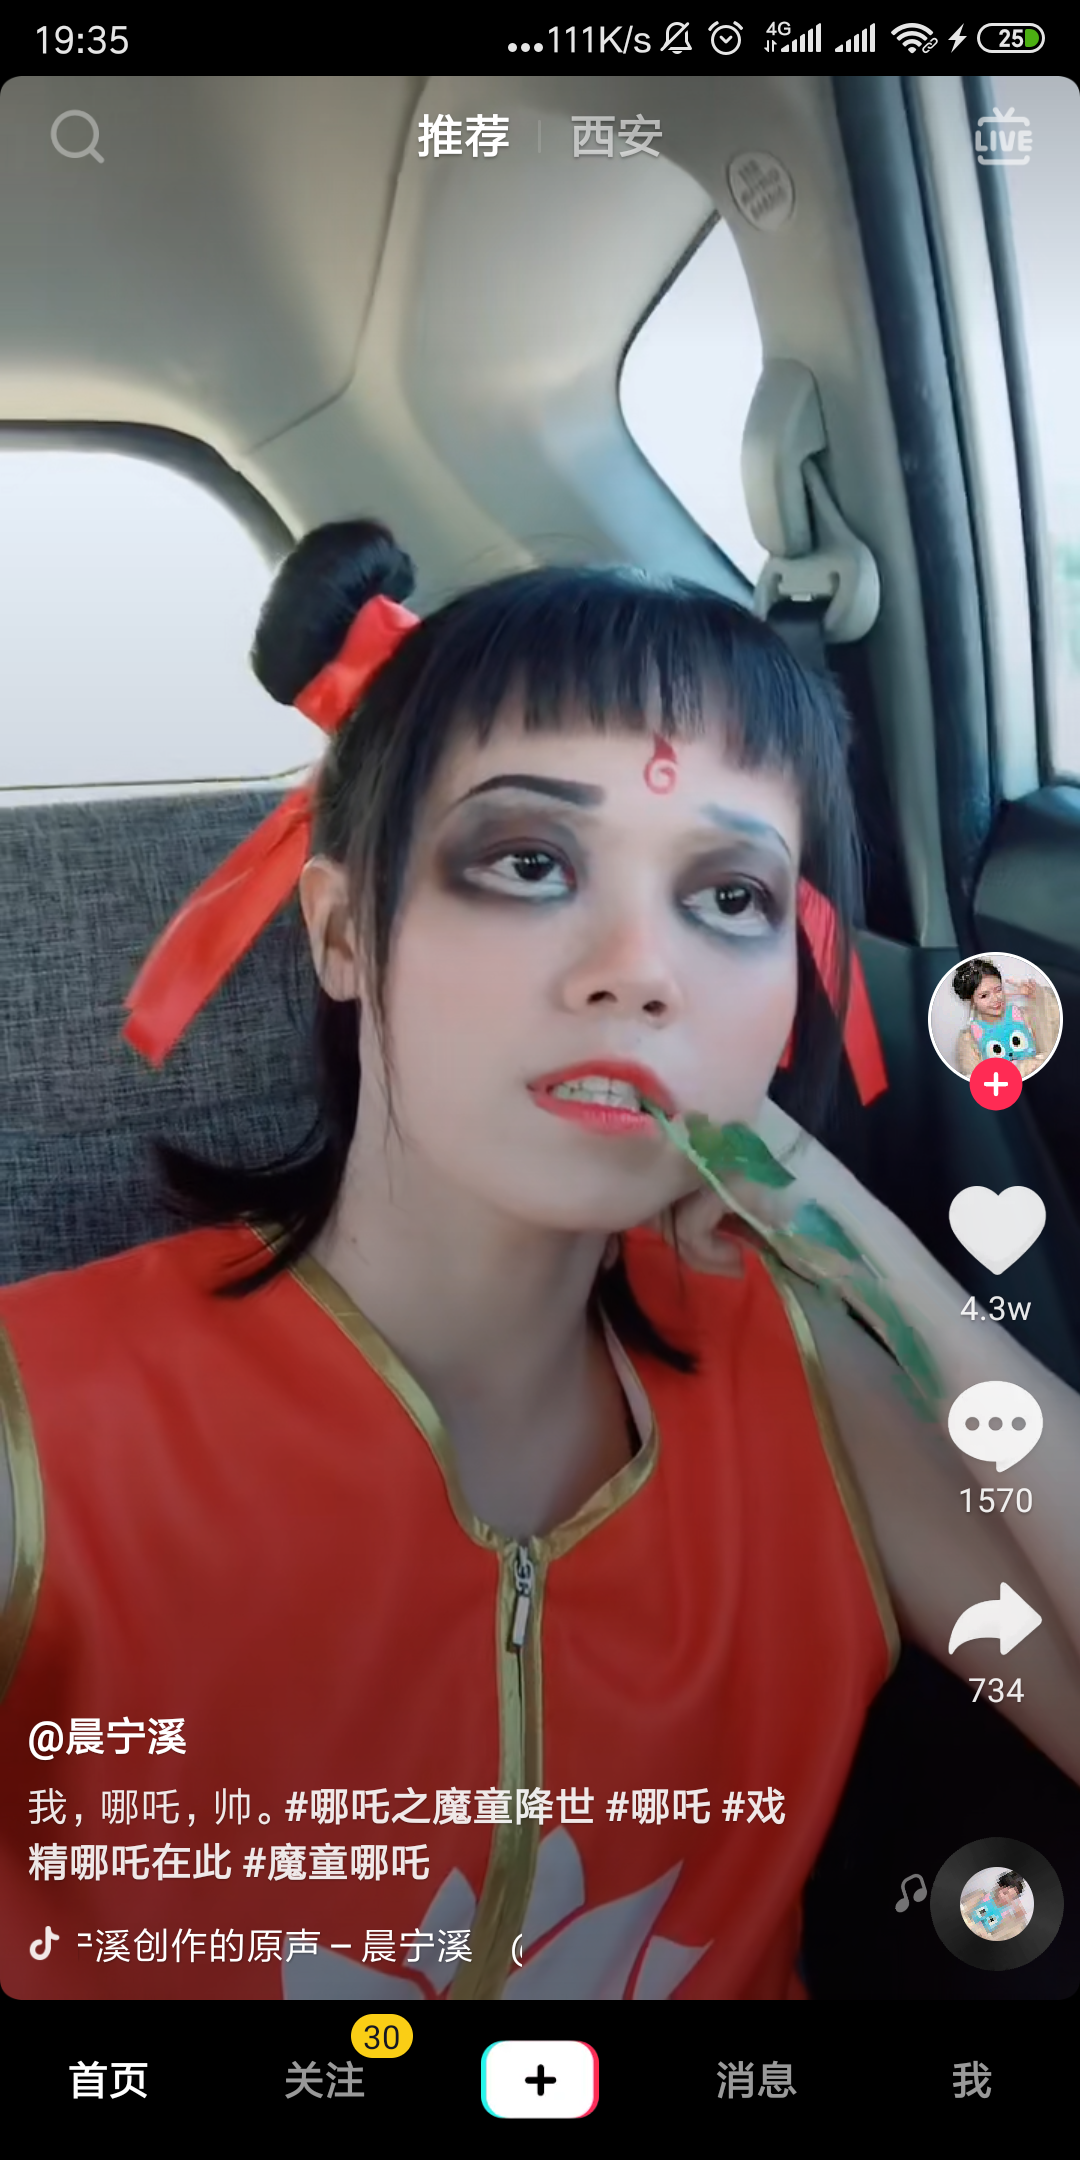 19:35
...111K/s
4G
25
推荐
西安
LIVE
4.3w
1570
734
@晨宁溪
我，哪吒，帅。#哪吒之魔童降世 #哪吒 #戏
精哪吒在此 #魔童哪吒
溪创作的原声 – 晨宁溪
30
首页
关注
消息
我